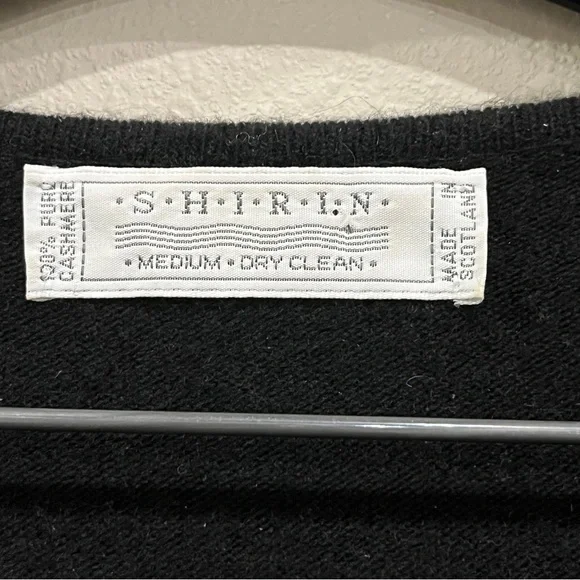 100% PURE
CASHMERE
·S·H·I·R·I·N·
·MEDIUM·DRY CLEAN·
MADE IN
SCOTLAND